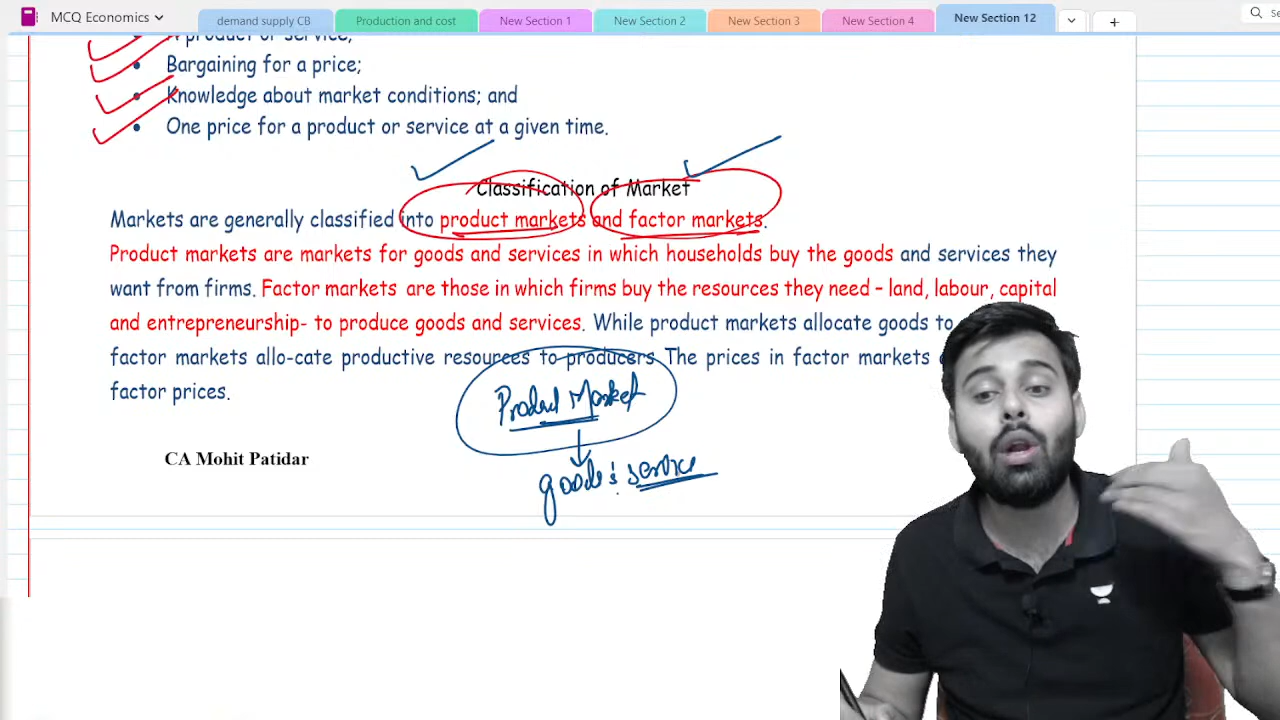 MCQ Economics
demand supply CB
Production and cost
New Section 1
New Section 2
New Section 3
New Section 4
New Section 12
product or service;
Bargaining for a price;
Knowledge about market conditions; and
One price for a product or service at a given time.
Classification of Market
Markets are generally classified into product markets and factor markets.
Product markets are markets for goods and services in which households buy the goods and services they
want from firms. Factor markets are those in which firms buy the resources they need – land, labour, capital
and entrepreneurship- to produce goods and services. While product markets allocate goods to
factor markets allo-cate productive resources to producers The prices in factor markets
factor prices.
Product Market
goods & service
CA Mohit Patidar